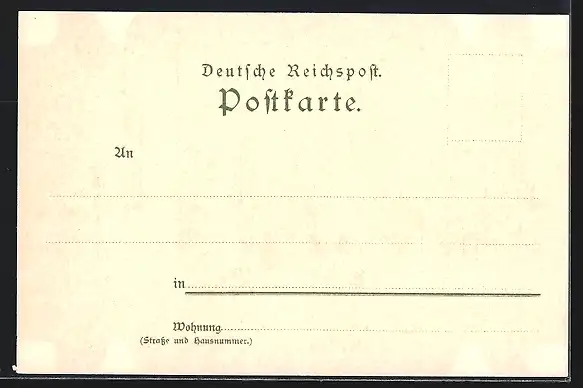 Deutſche Reichspoſt.
Poſtkarte.
An
in
Wohnung
(Straße und Hausnummer.)